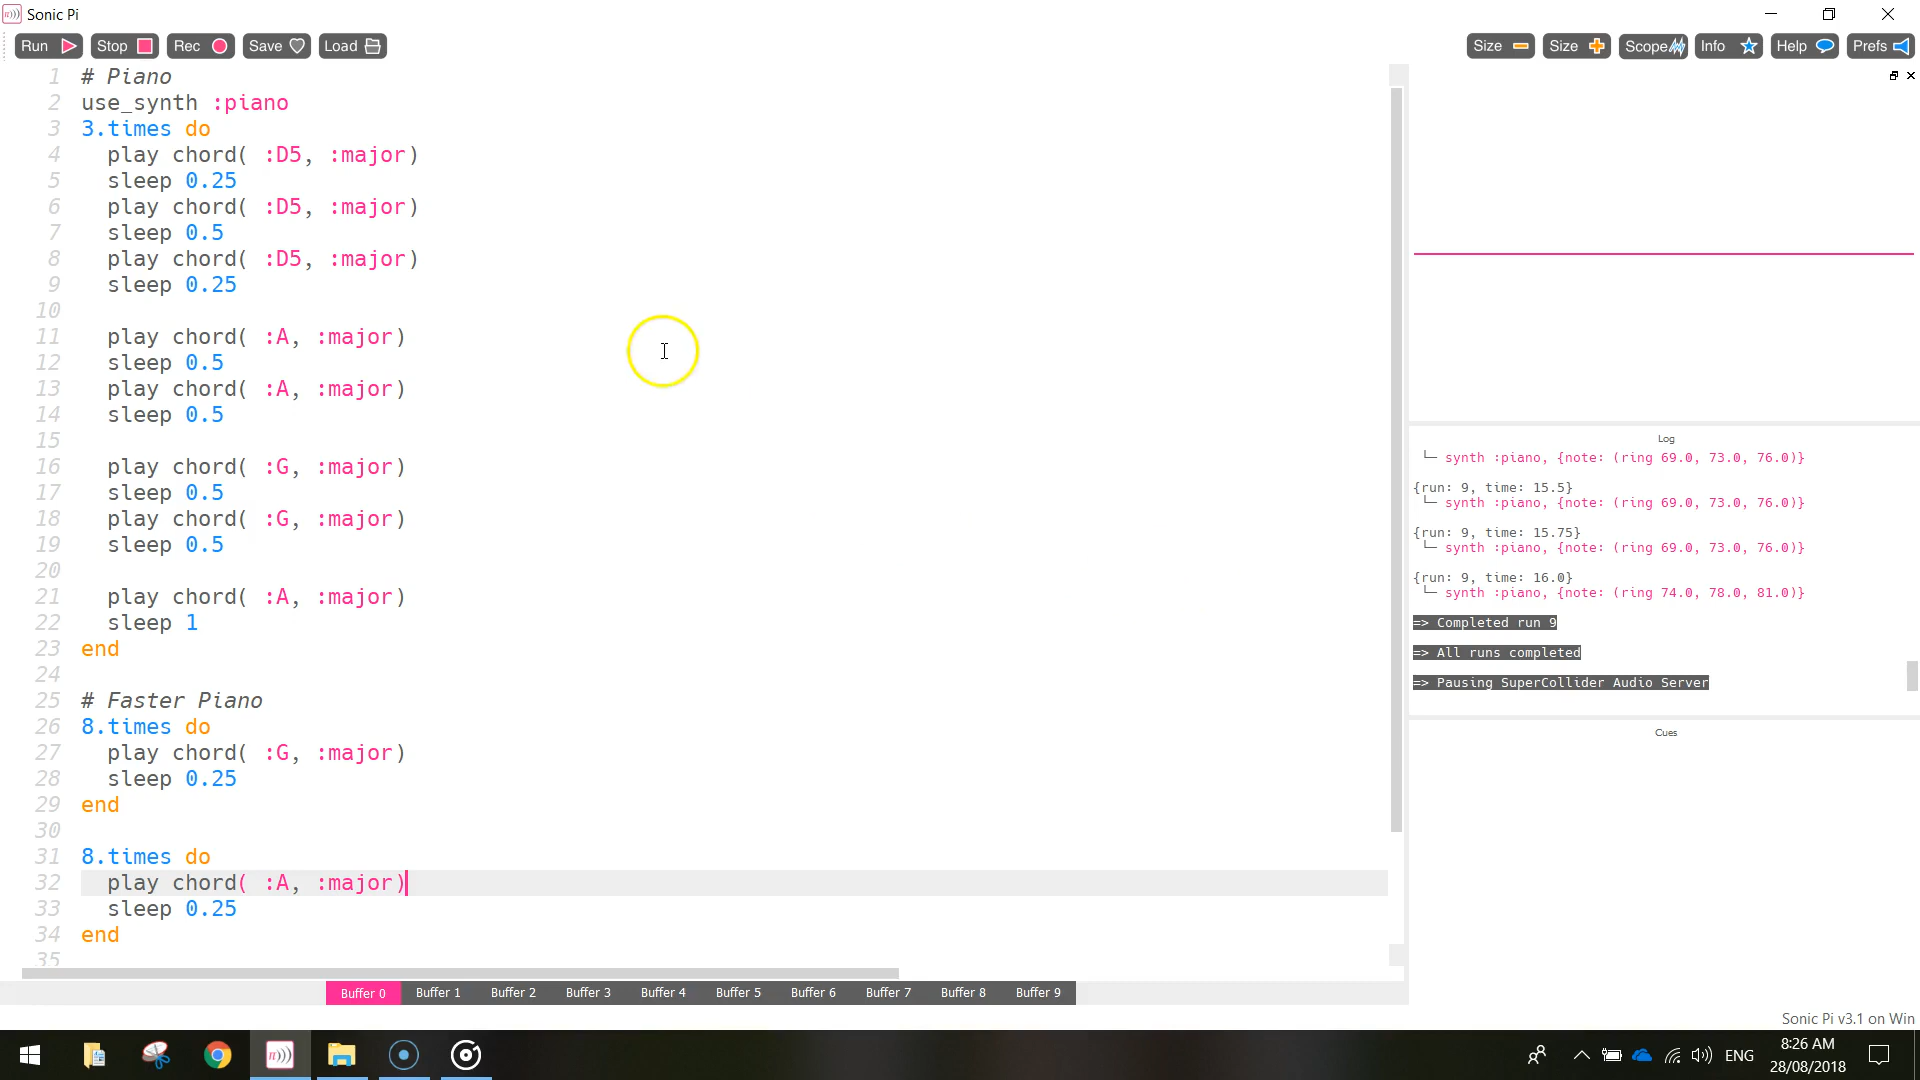 Sonic Pi
Run Stop Rec Save Load Size Size Scope Info Help Prefs
1 # Piano
2 use_synth :piano
3 3.times do
4 play chord( :D5, :major)
5 sleep 0.25
6 play chord( :D5, :major)
7 sleep 0.5
8 play chord( :D5, :major)
9 sleep 0.25
10
11 play chord( :A, :major)
12 sleep 0.5
13 play chord( :A, :major)
14 sleep 0.5
15
16 play chord( :G, :major)
17 sleep 0.5
18 play chord( :G, :major)
19 sleep 0.5
20
21 play chord( :A, :major)
22 sleep 1
23 end
24
25 # Faster Piano
26 8.times do
27 play chord( :G, :major)
28 sleep 0.25
29 end
30
31 8.times do
32 play chord( :A, :major)
33 sleep 0.25
34 end
35
Log
└─ synth :piano, {note: (ring 69.0, 73.0, 76.0)}
{run: 9, time: 15.5}
└─ synth :piano, {note: (ring 69.0, 73.0, 76.0)}
{run: 9, time: 15.75}
└─ synth :piano, {note: (ring 69.0, 73.0, 76.0)}
{run: 9, time: 16.0}
└─ synth :piano, {note: (ring 74.0, 78.0, 81.0)}
=> Completed run 9
=> All runs completed
=> Pausing SuperCollider Audio Server
Cues
Buffer 0 Buffer 1 Buffer 2 Buffer 3 Buffer 4 Buffer 5 Buffer 6 Buffer 7 Buffer 8 Buffer 9
Sonic Pi v3.1 on Win
ENG
8:26 AM
28/08/2018